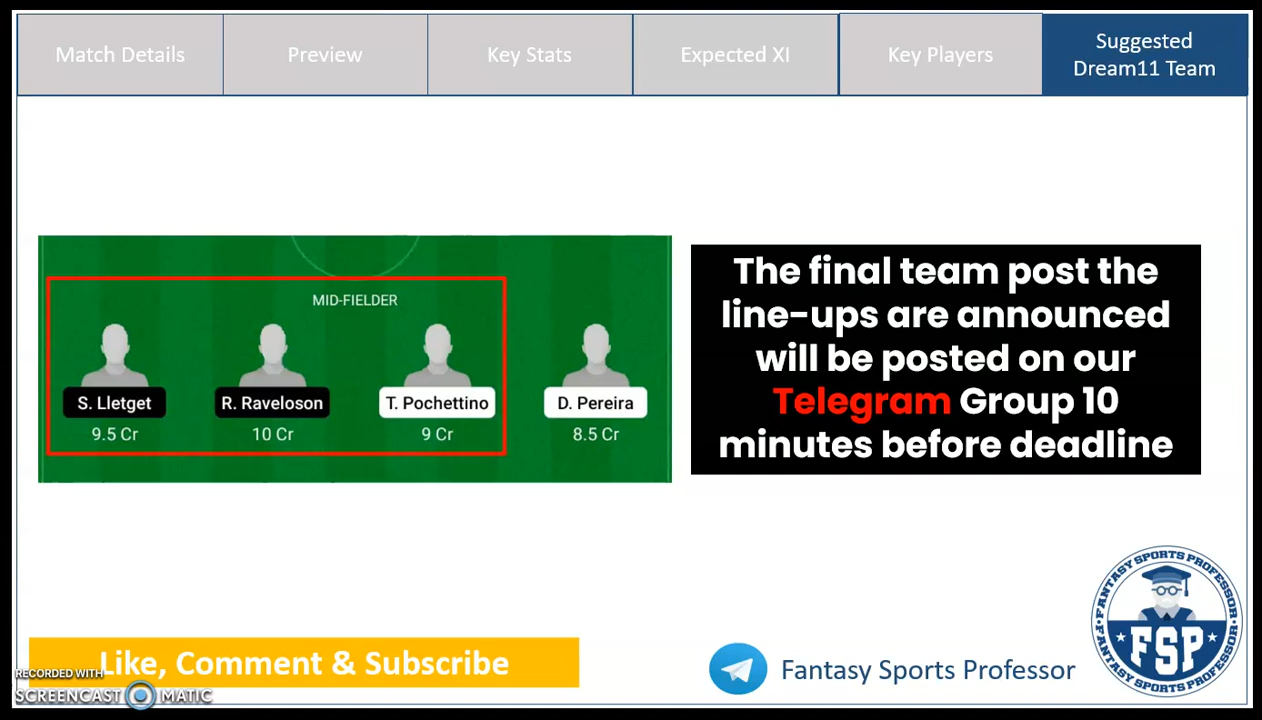 Match Details
Preview
Key Stats
Expected XI
Key Players
Suggested
Dream11 Team
MID-FIELDER
S. Lletget
R. Raveloson
T. Pochettino
D. Pereira
9.5 Cr
10 Cr
9 Cr
8.5 Cr
The final team post the
line-ups are announced
will be posted on our
Telegram Group 10
minutes before deadline
Like, Comment & Subscribe
RECORDED WITH
SCREENCAST MATIC
Fantasy Sports Professor
•FANTASY SPORTS PROFESSOR•
FSP
FANTASY SPORTS PROFESSOR